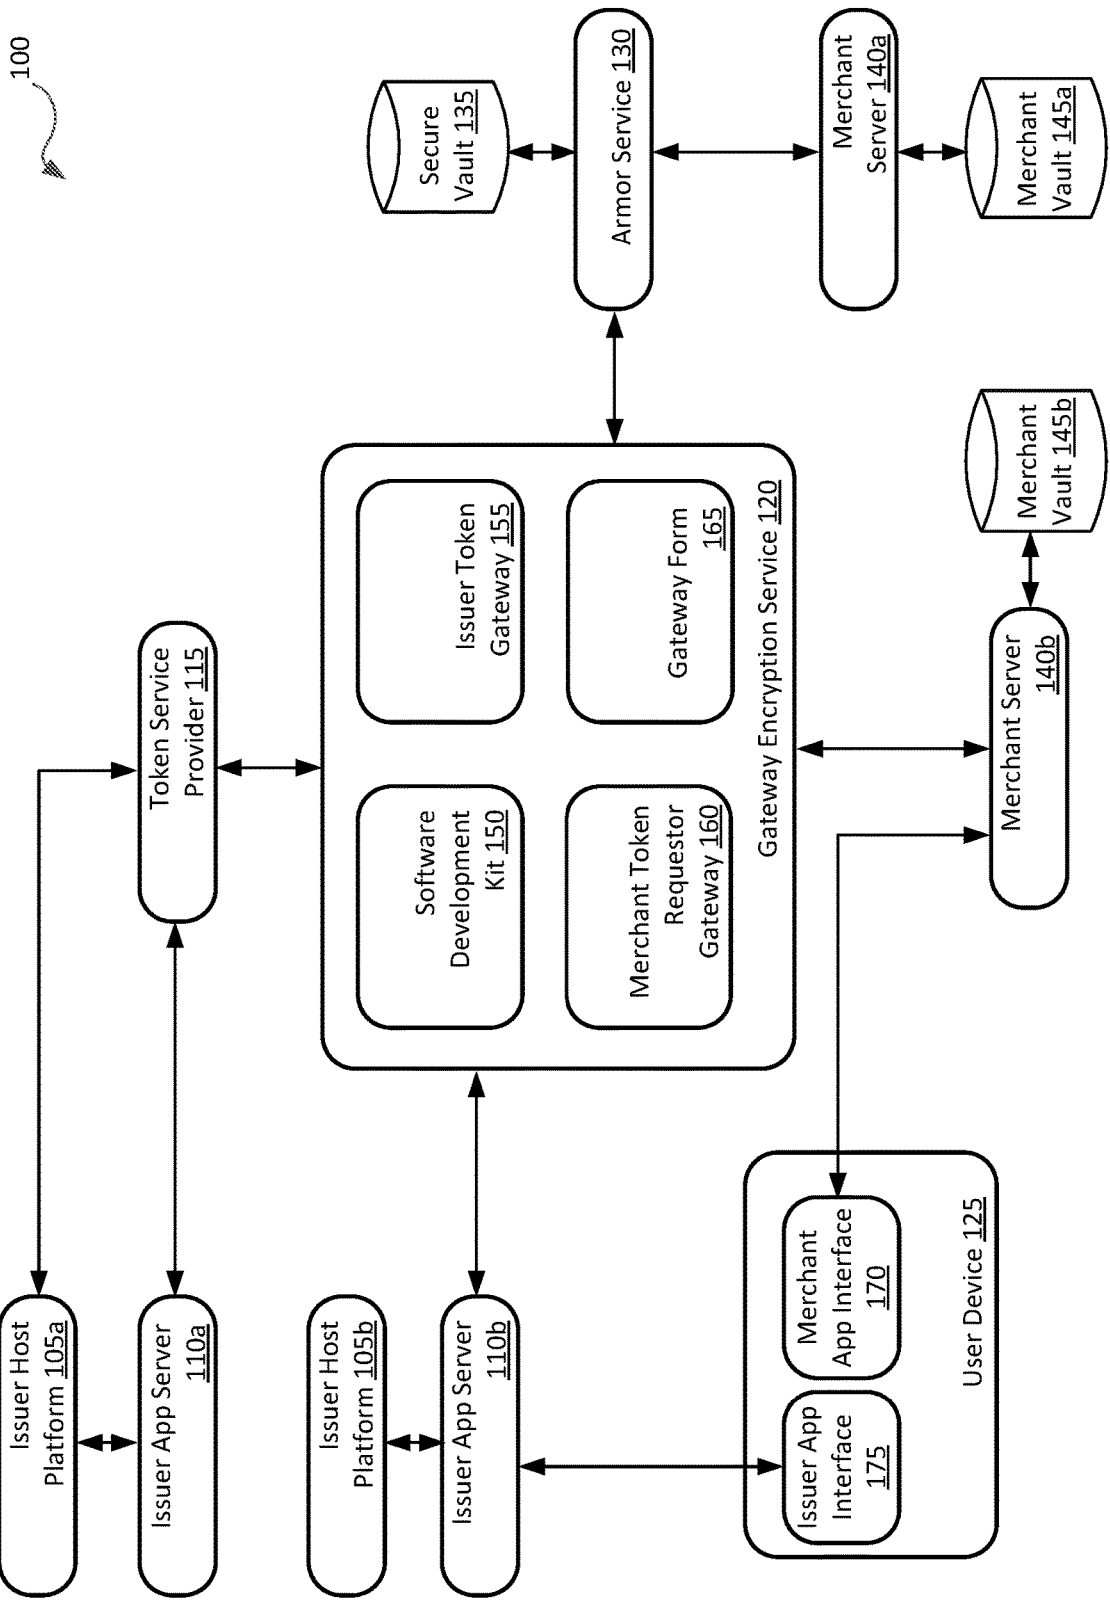 100
Issuer Host
Platform 105a
Issuer App Server
110a
Issuer Host
Platform 105b
Issuer App Server
110b
Token Service
Provider 115
Software
Development
Kit 150
Issuer Token
Gateway 155
Merchant Token
Requestor
Gateway 160
Gateway Form
165
Gateway Encryption Service 120
Secure
Vault 135
Armor Service 130
Merchant
Server 140a
Merchant
Vault 145a
Merchant
Vault 145b
Merchant Server
140b
Issuer App
Interface
175
Merchant
App Interface
170
User Device 125